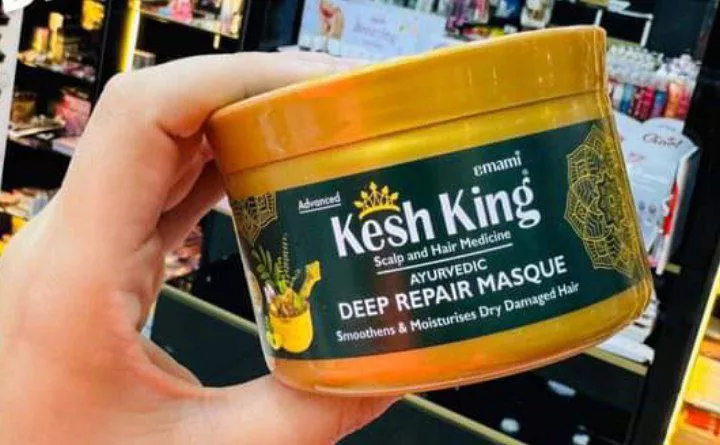 emami
Advanced
Kesh King®
Scalp and Hair Medicine
AYURVEDIC
DEEP REPAIR MASQUE
Smoothens & Moisturises Dry Damaged Hair